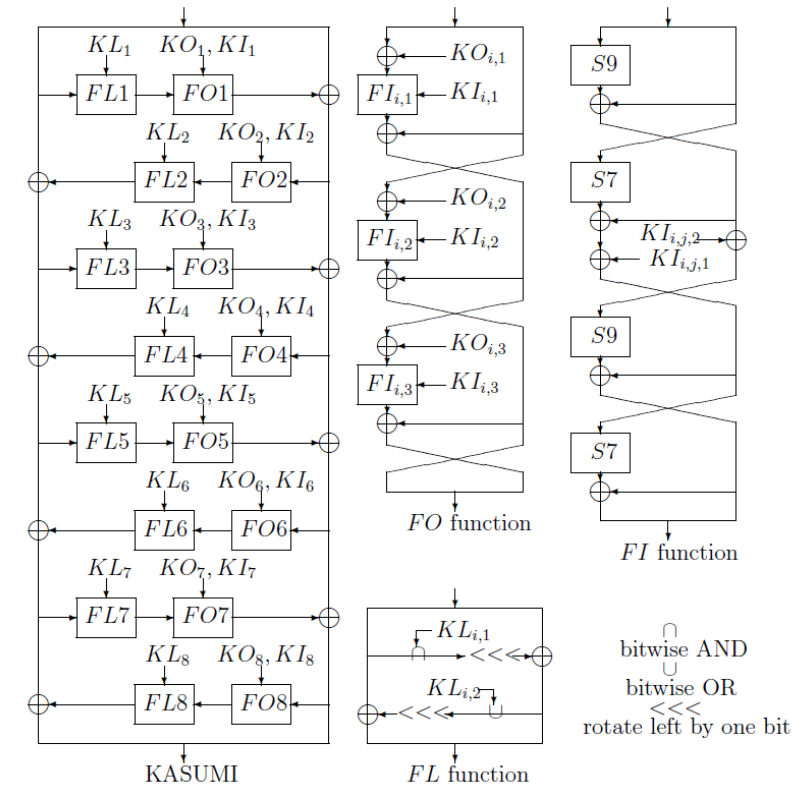 KL₁ KO₁, KI₁
FL1 FO1
KL₂ KO₂, KI₂
FL2 FO2
KL₃ KO₃, KI₃
FL3 FO3
KL₄ KO₄, KI₄
FL4 FO4
KL₅ KO₅, KI₅
FL5 FO5
KL₆ KO₆, KI₆
FL6 FO6
KL₇ KO₇, KI₇
FL7 FO7
KL₈ KO₈, KI₈
FL8 FO8
KASUMI
KOᵢ,₁
FIᵢ,₁ KIᵢ,₁
KOᵢ,₂
FIᵢ,₂ KIᵢ,₂
KOᵢ,₃
FIᵢ,₃ KIᵢ,₃
FO function
S9
S7
KIᵢ,ⱼ,₂
KIᵢ,ⱼ,₁
S9
S7
FI function
KLᵢ,₁
∩ <<<
KLᵢ,₂
<<< ∪
FL function
∩
bitwise AND
∪
bitwise OR
<<<
rotate left by one bit